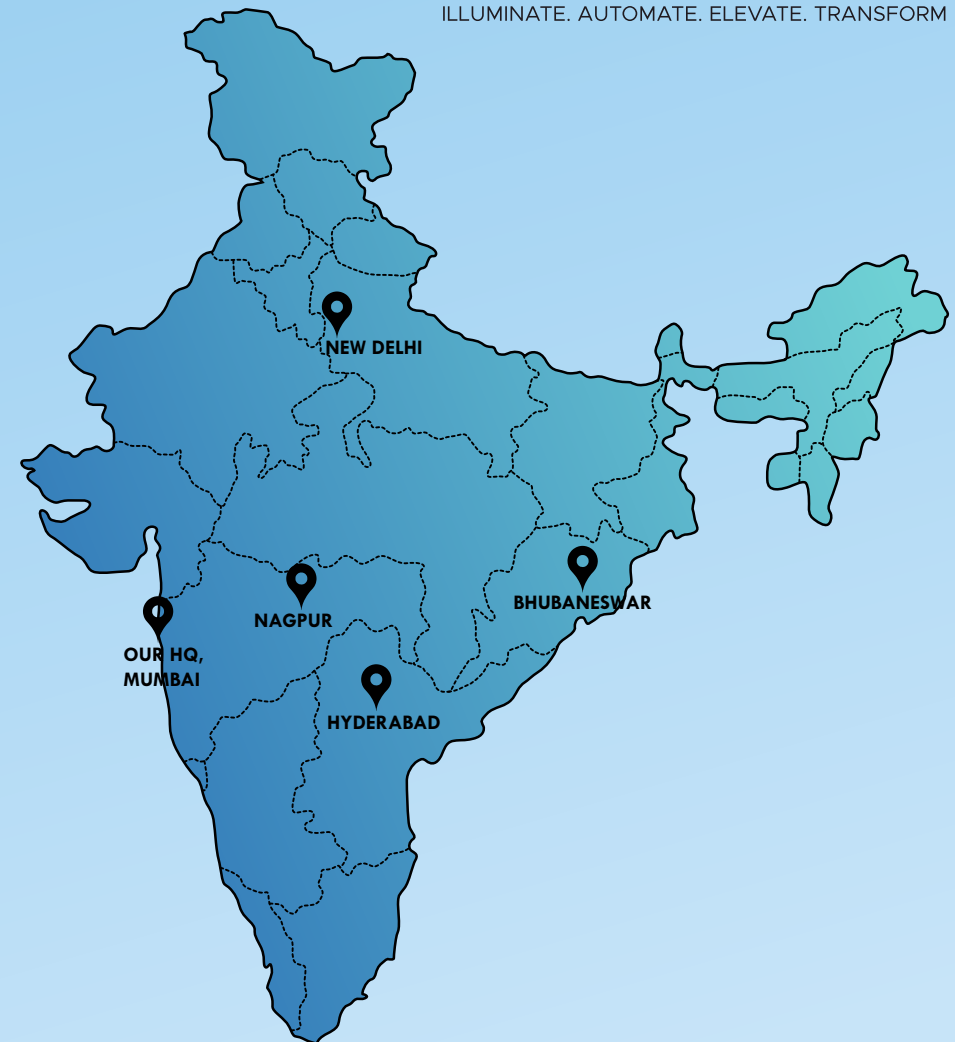 ILLUMINATE. AUTOMATE. ELEVATE. TRANSFORM
NEW DELHI
NAGPUR
BHUBANESWAR
OUR HQ,
MUMBAI
HYDERABAD